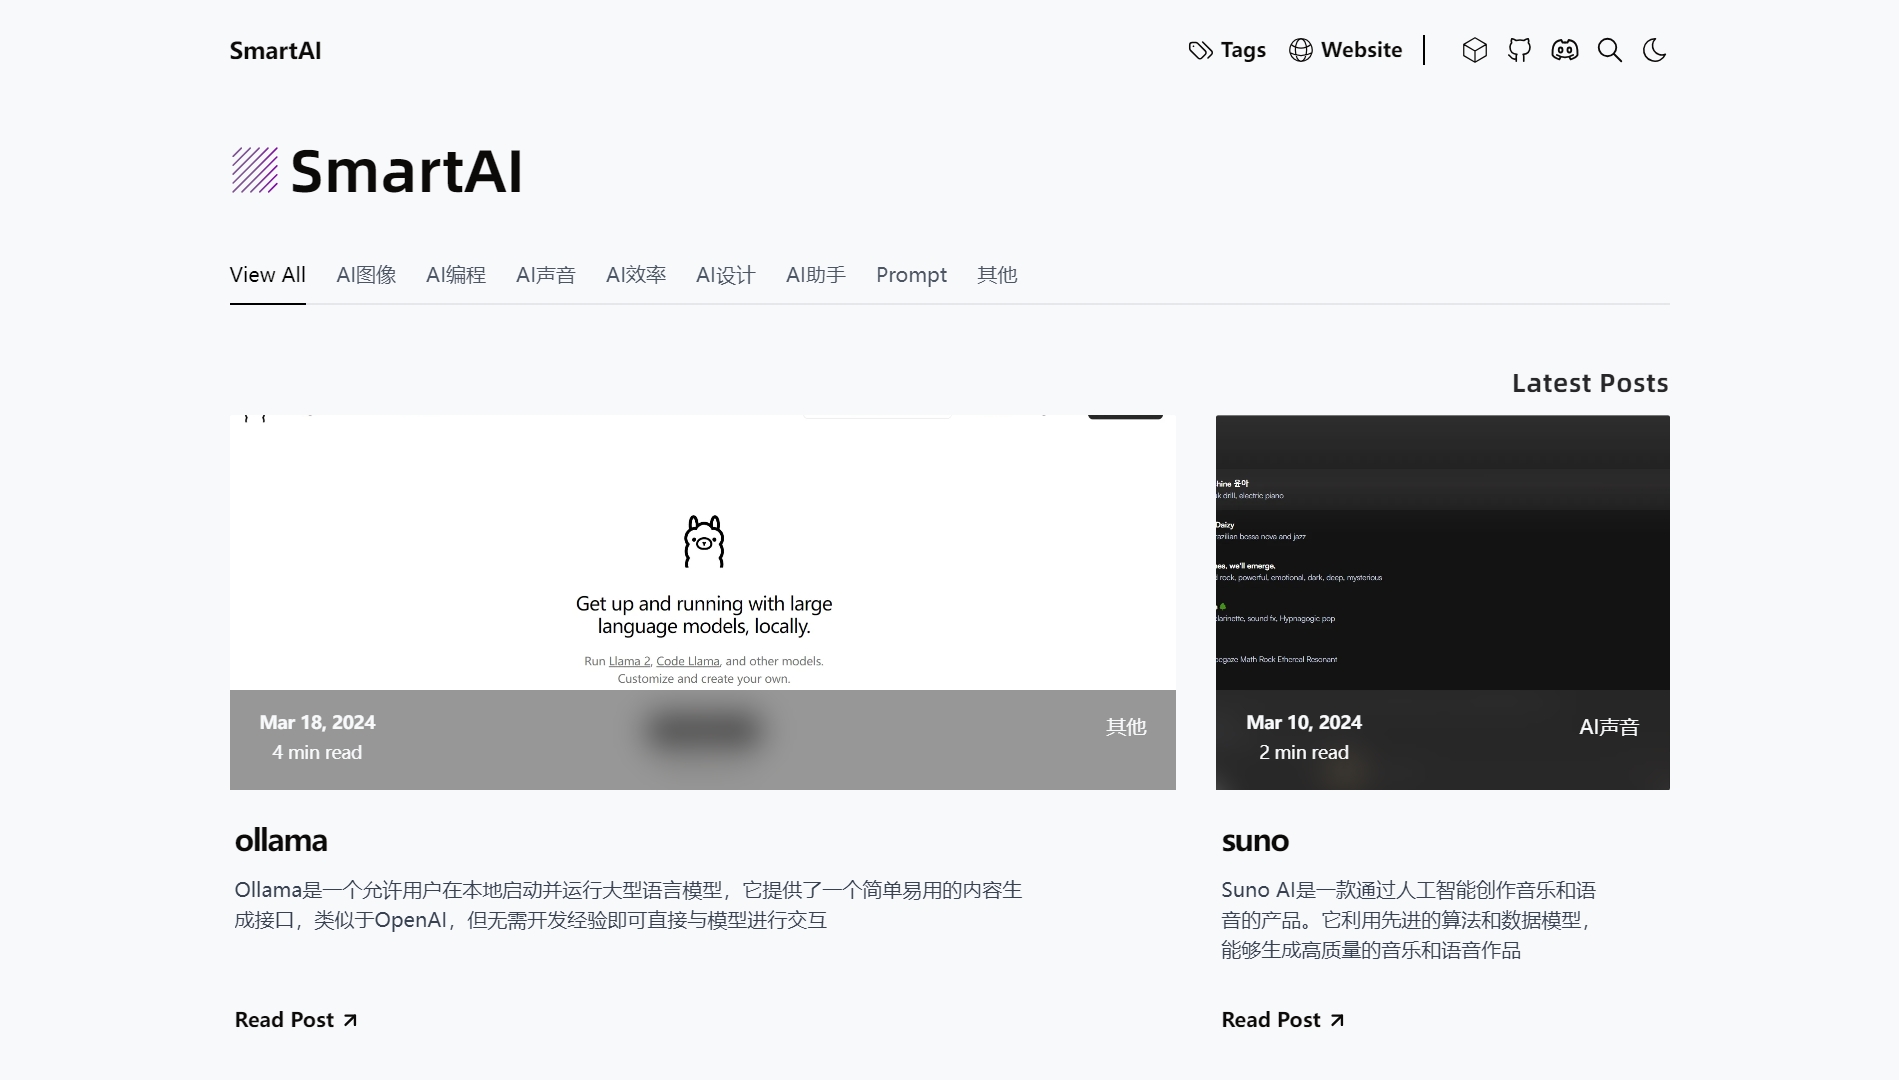 SmartAI
Tags
Website
SmartAI
View All
AI图像
AI编程
AI声音
AI效率
AI设计
AI助手
Prompt
其他
Latest Posts
Get up and running with large
language models, locally.
Run Llama 2, Code Llama, and other models.
Customize and create your own.
Mar 18, 2024
4 min read
其他
ollama
Ollama是一个允许用户在本地启动并运行大型语言模型，它提供了一个简单易用的内容生
成接口，类似于OpenAI，但无需开发经验即可直接与模型进行交互
Read Post
hine 윤아
k drill, electric piano
Daizy
razilian bossa nova and jazz
es, we'll emerge.
rock, powerful, emotional, dark, deep, mysterious
larinette, sound fx, Hypnagogic pop
egaze Math Rock Ethereal Resonant
Mar 10, 2024
2 min read
AI声音
suno
Suno AI是一款通过人工智能创作音乐和语
音的产品。它利用先进的算法和数据模型，
能够生成高质量的音乐和语音作品
Read Post